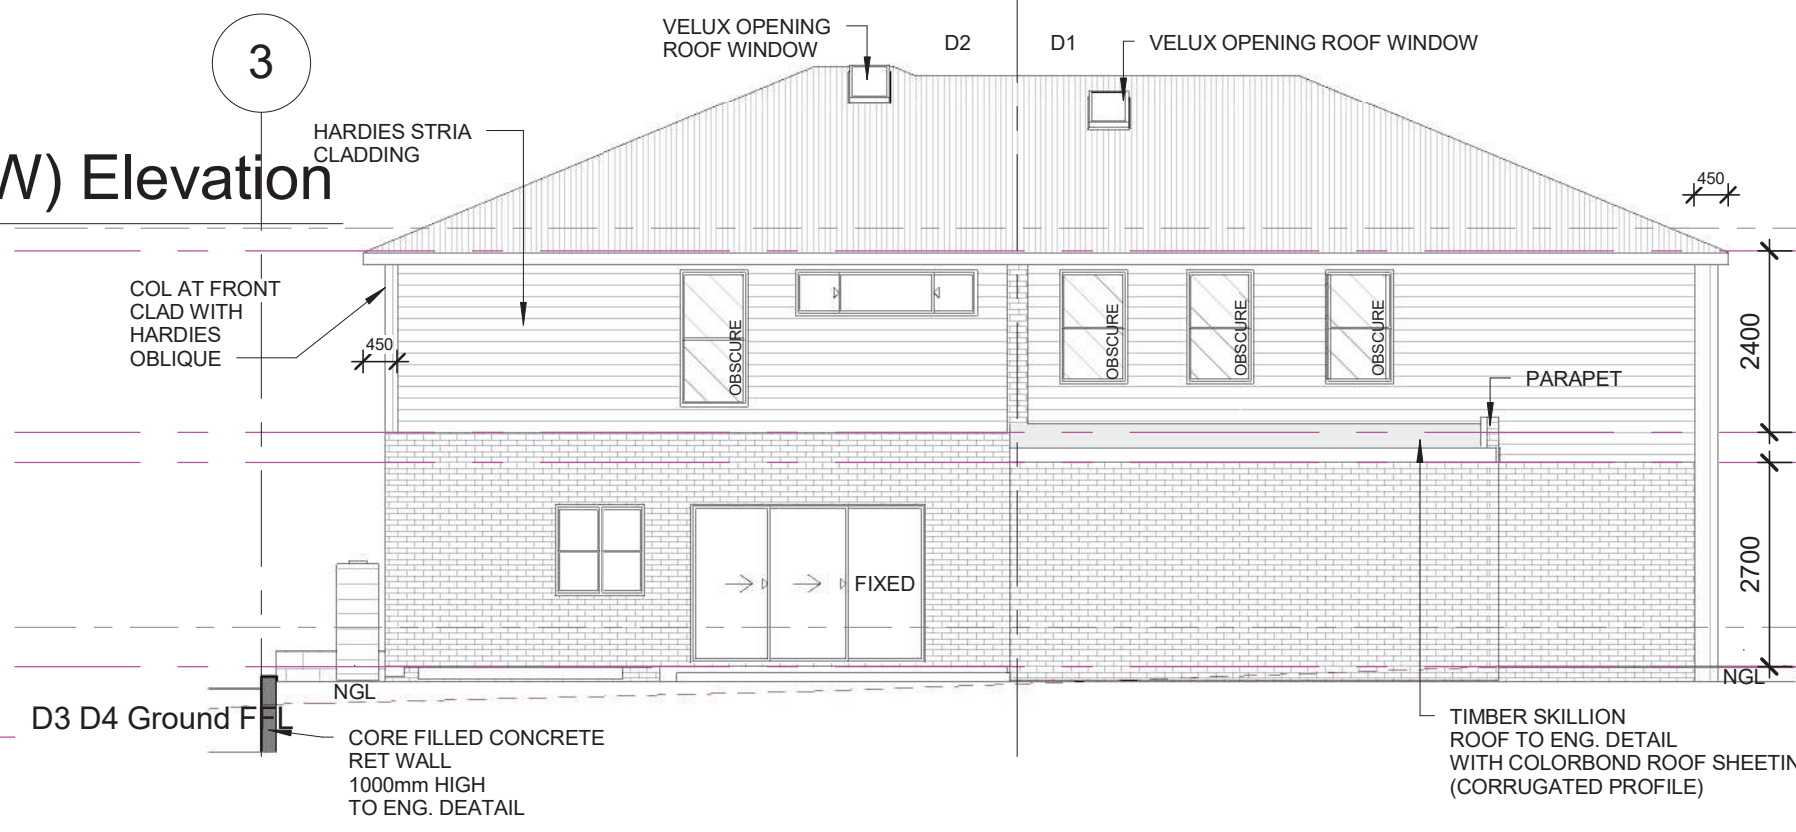 3
VELUX OPENING
ROOF WINDOW
D2
D1
VELUX OPENING ROOF WINDOW
HARDIES STRIA
CLADDING
W) Elevation
450
COL AT FRONT
CLAD WITH
HARDIES
OBLIQUE
450
OBSCURE
OBSCURE
OBSCURE
OBSCURE
2400
PARAPET
2700
FIXED
NGL
NGL
D3 D4 Ground FFL
CORE FILLED CONCRETE
RET WALL
1000mm HIGH
TO ENG. DEATAIL
TIMBER SKILLION
ROOF TO ENG. DETAIL
WITH COLORBOND ROOF SHEETIN
(CORRUGATED PROFILE)